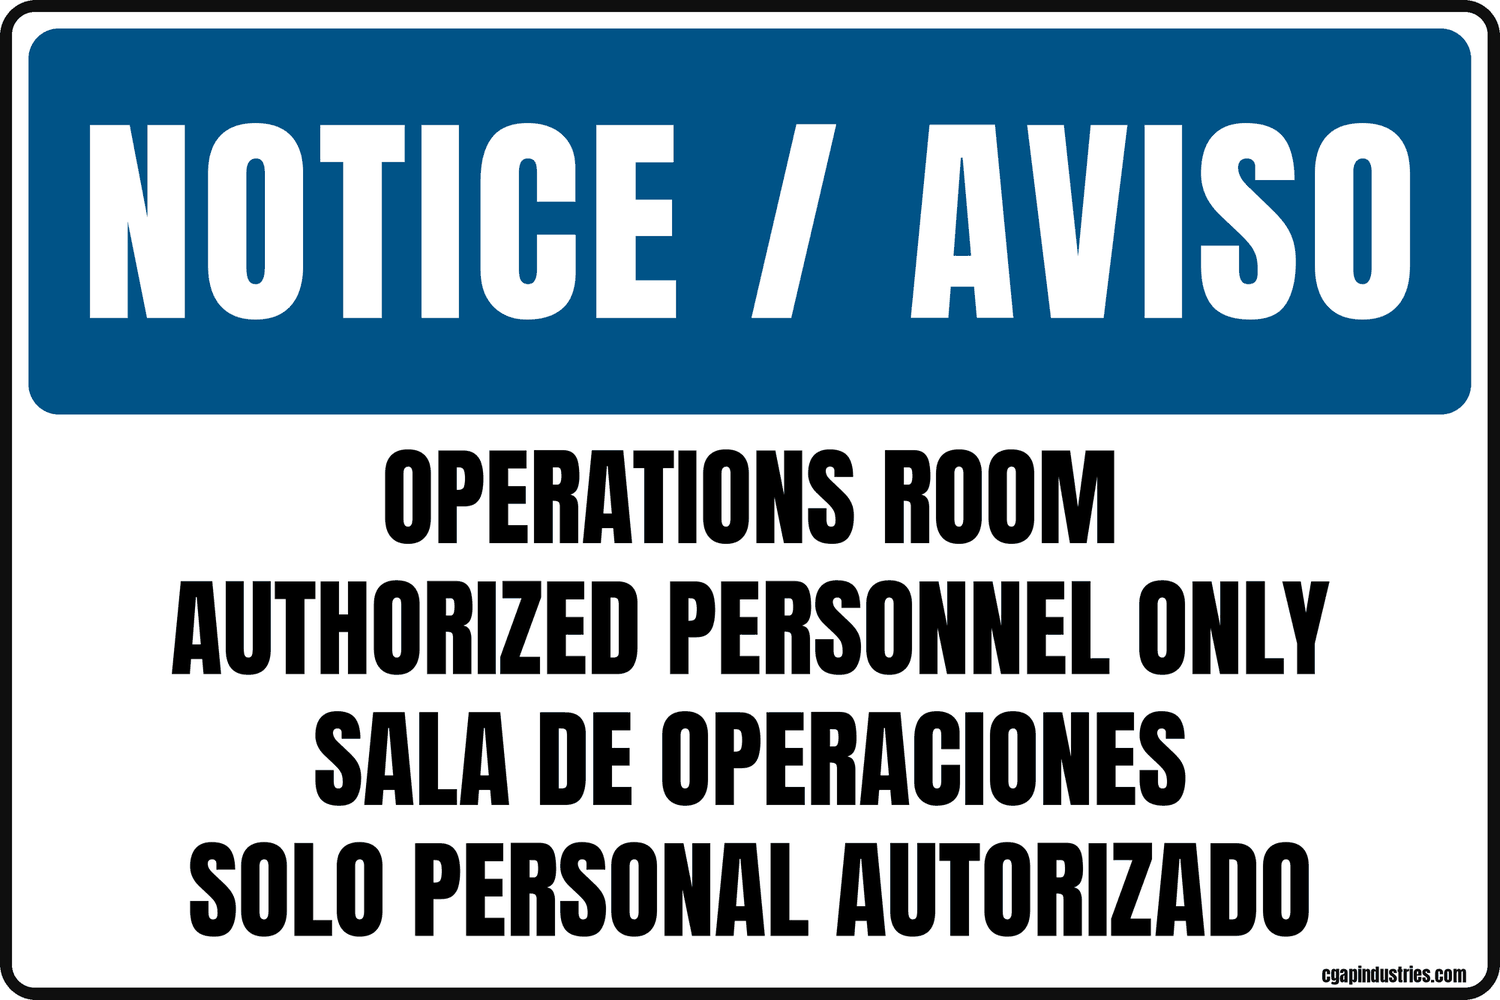 NOTICE / AVISO
OPERATIONS ROOM
AUTHORIZED PERSONNEL ONLY
SALA DE OPERACIONES
SOLO PERSONAL AUTORIZADO
cgapindustries.com